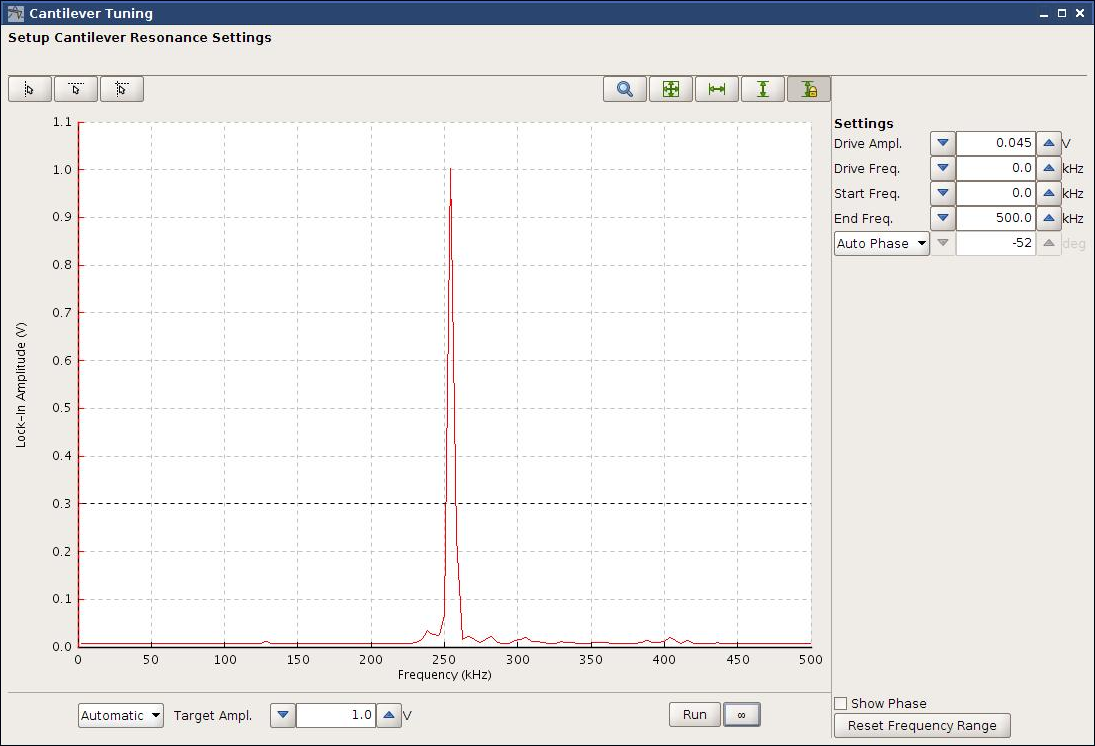 Cantilever Tuning
Setup Cantilever Resonance Settings
Settings
Drive Ampl. 0.045 V
Drive Freq. 0.0 kHz
Start Freq. 0.0 kHz
End Freq. 500.0 kHz
Auto Phase -52 deg
1.1
1.0
0.9
0.8
0.7
0.6
0.5
0.4
0.3
0.2
0.1
0.0
Lock-In Amplitude (V)
0 50 100 150 200 250 300 350 400 450 500
Frequency (kHz)
Show Phase
Automatic Target Ampl. 1.0 V Run ∞
Reset Frequency Range